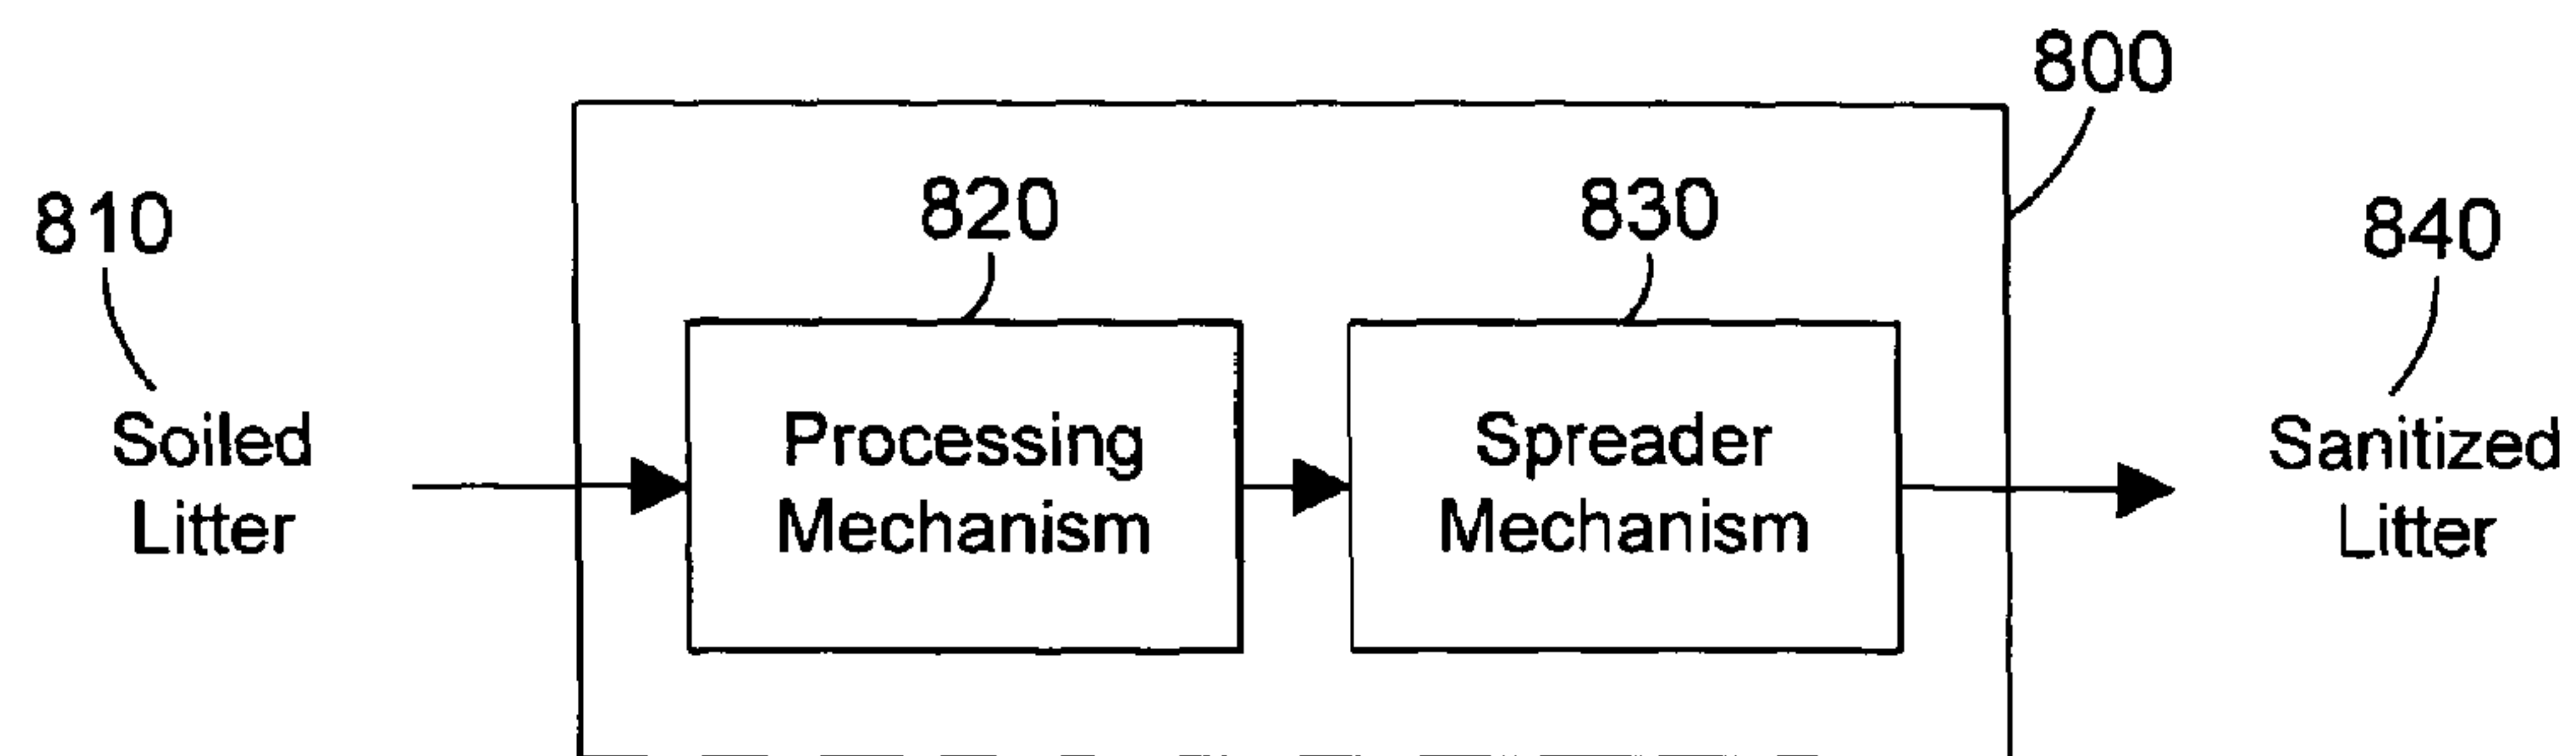 800
810
820
830
840
Soiled
Litter
Processing
Mechanism
Spreader
Mechanism
Sanitized
Litter